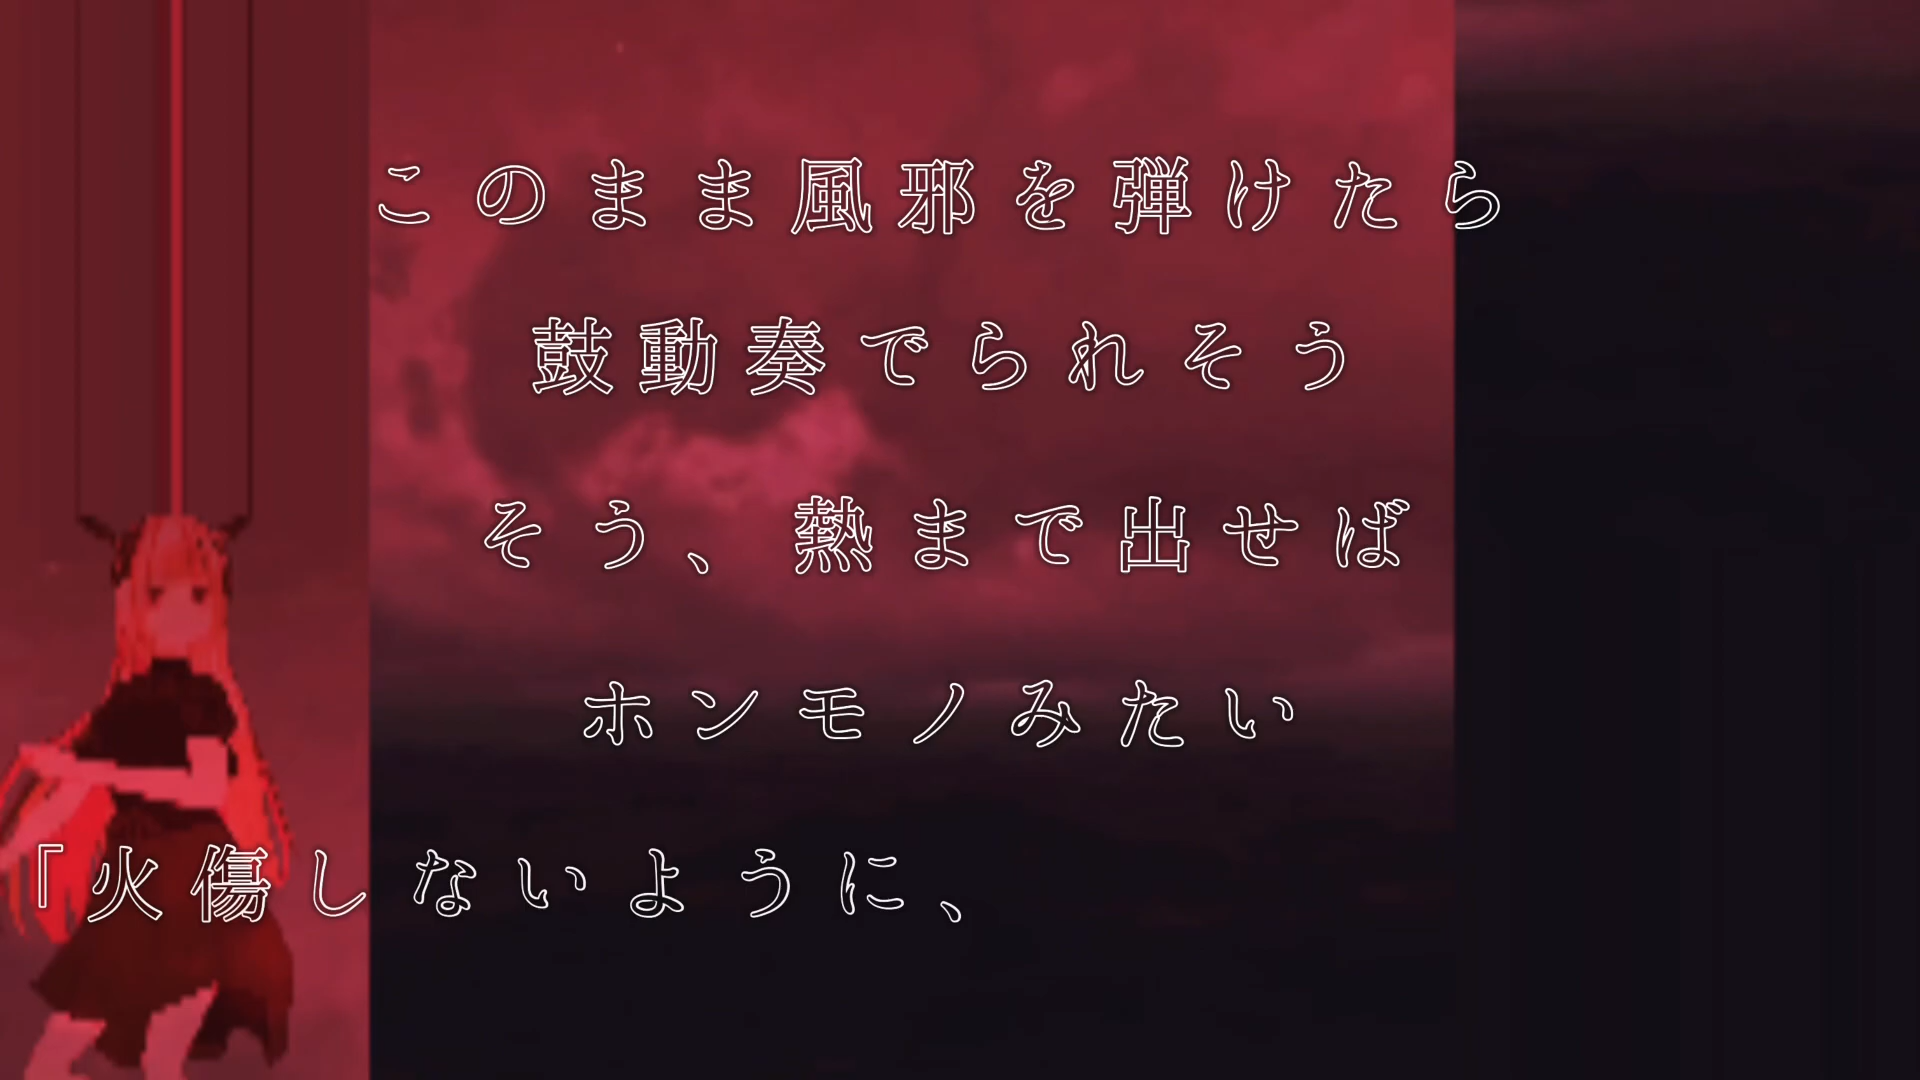 このまま風邪を弾けたら
鼓動奏でられそう
そう、熱まで出せば
ホンモノみたい
「火傷しないように、